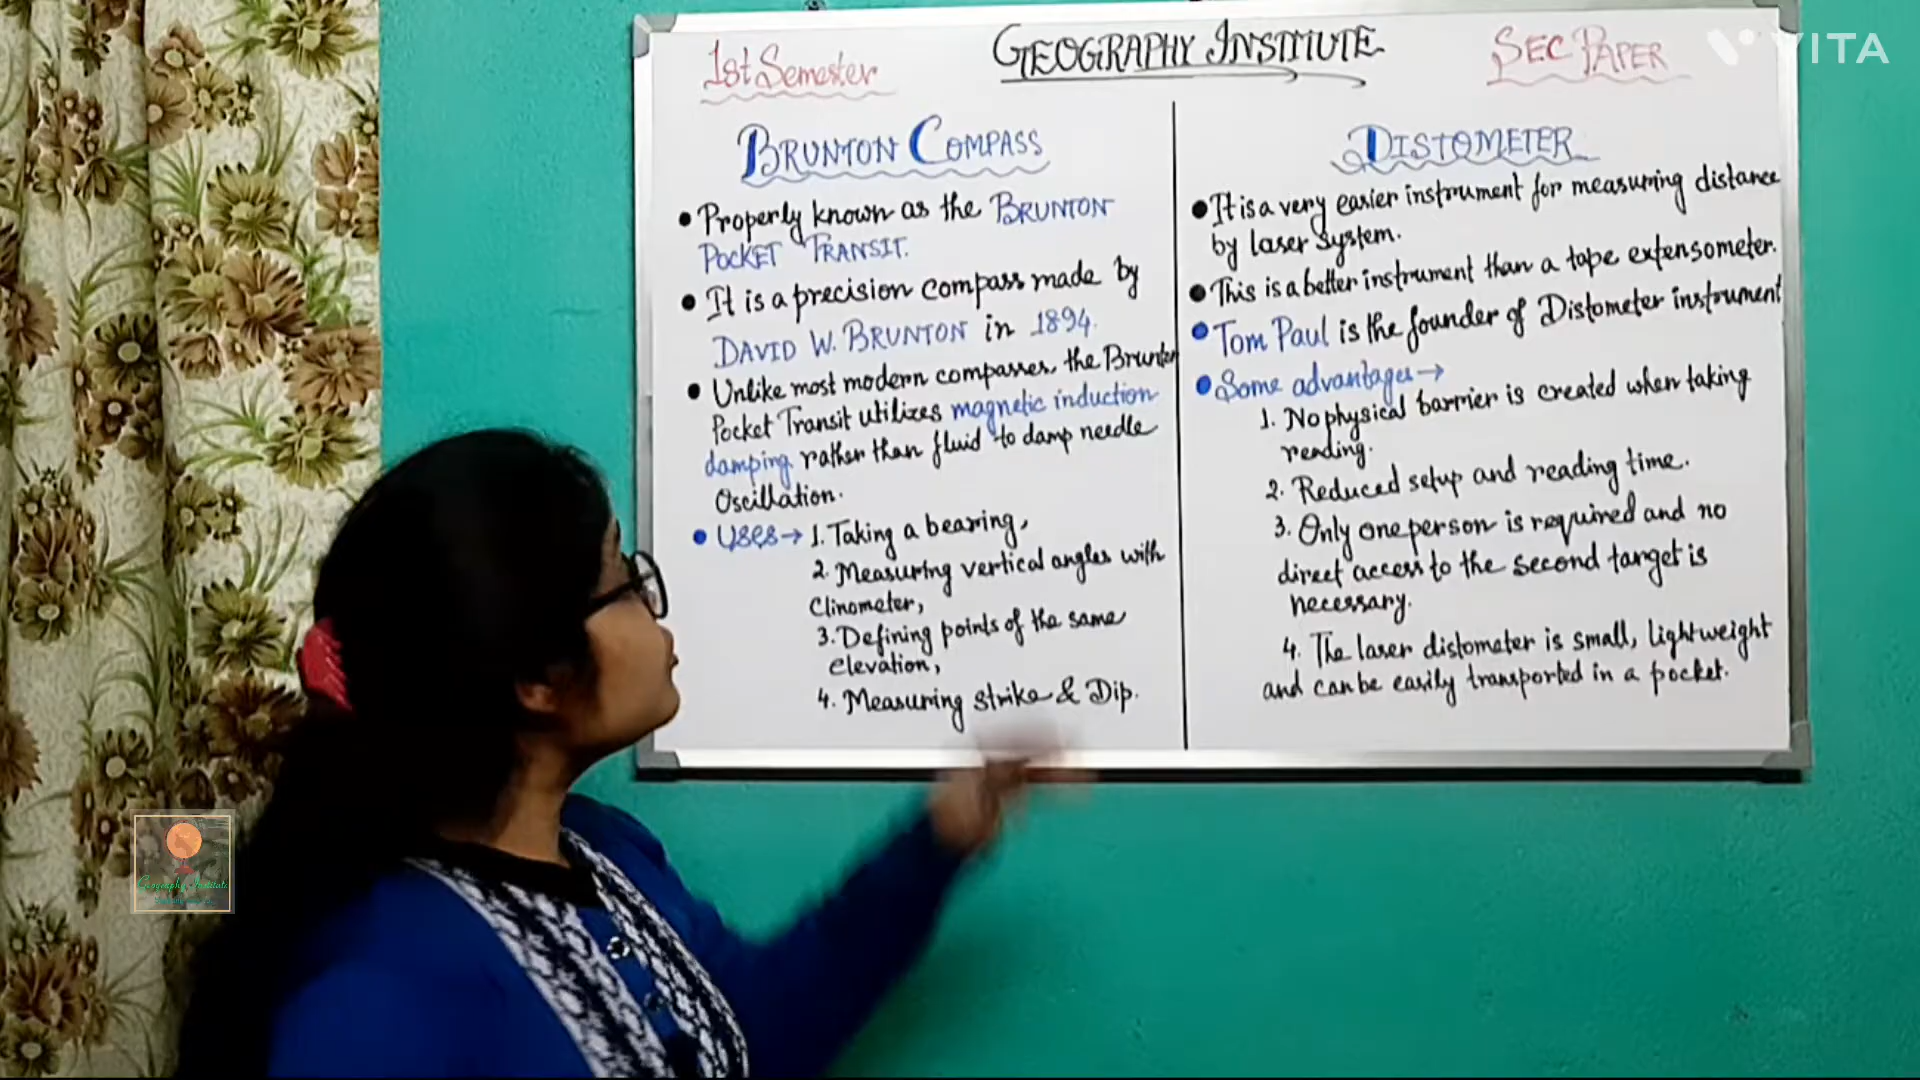 1st Semester
GEOGRAPHY INSTITUTE
SEC PAPER
VITA
BRUNTON COMPASS
• Properly known as the BRUNTON
POCKET TRANSIT.
• It is a precision compass made by
DAVID W. BRUNTON in 1894.
• Unlike most modern compasses, the Brunton
Pocket Transit utilizes magnetic induction
damping rather than fluid to damp needle
Oscillation.
• Uses → 1. Taking a bearing,
2. Measuring vertical angles with
Clinometer,
3. Defining points of the same
elevation,
4. Measuring strike & Dip.
DISTOMETER
• It is a very easier instrument for measuring distance
by laser system.
• This is a better instrument than a tape extensometer.
• Tom Paul is the founder of Distometer instrument
• Some advantages →
1. No physical barrier is created when taking
reading.
2. Reduced setup and reading time.
3. Only one person is required and no
direct access to the second target is
necessary.
4. The laser distometer is small, lightweight
and can be easily transported in a pocket.
Geography Institute